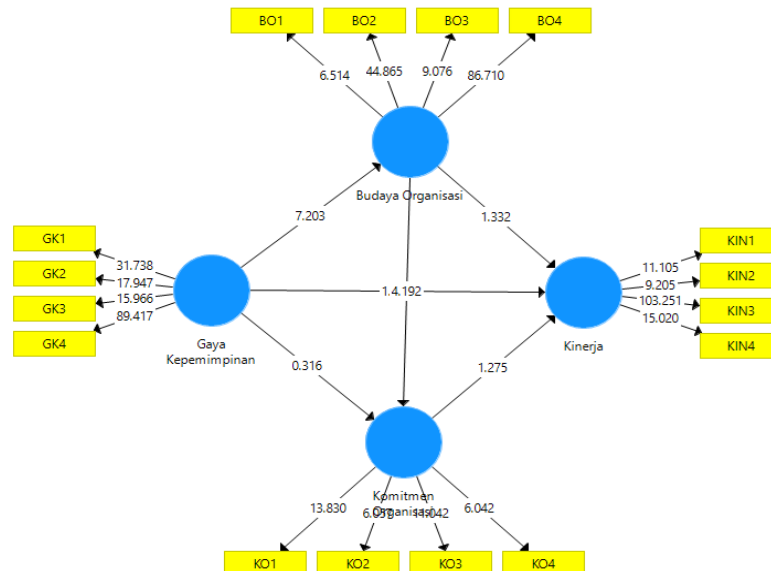 BO1 BO2 BO3 BO4
6.514 44.865 9.076 86.710
Budaya Organisasi
7.203 1.332
GK1
GK2
GK3
GK4
31.738
17.947
15.966
89.417
Gaya
Kepemimpinan
1.4.192
KIN1
KIN2
KIN3
KIN4
11.105
9.205
103.251
15.020
Kinerja
0.316 1.275
Komitmen
Organisasi
13.830 11.042 6.042
KO1 KO2 KO3 KO4